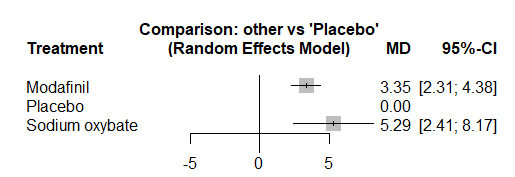 Comparison: other vs 'Placebo'
Treatment (Random Effects Model) MD 95%-CI
Modafinil 3.35 [2.31; 4.38]
Placebo 0.00
Sodium oxybate 5.29 [2.41; 8.17]
-5 0 5